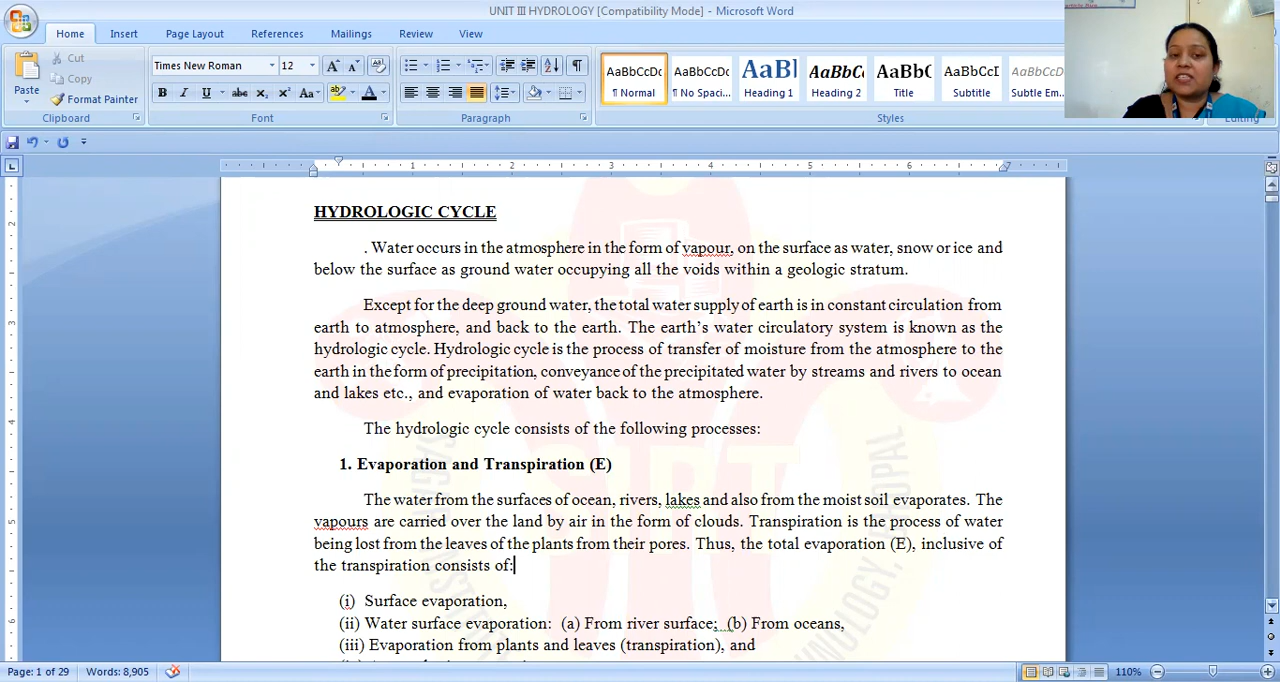 UNIT III HYDROLOGY [Compatibility Mode] - Microsoft Word
Home Insert Page Layout References Mailings Review View
Paste
Cut
Copy
Format Painter
Clipboard
Times New Roman 12
Font
Paragraph
AaBbCcDc AaBbCcDc AaBbC AaBbCc AaBbC AaBbCcI AaBbCcDc
¶ Normal ¶ No Spaci... Heading 1 Heading 2 Title Subtitle Subtle Em...
Styles
Editing
HYDROLOGIC CYCLE
. Water occurs in the atmosphere in the form of vapour, on the surface as water, snow or ice and
below the surface as ground water occupying all the voids within a geologic stratum.
Except for the deep ground water, the total water supply of earth is in constant circulation from
earth to atmosphere, and back to the earth. The earth’s water circulatory system is known as the
hydrologic cycle. Hydrologic cycle is the process of transfer of moisture from the atmosphere to the
earth in the form of precipitation, conveyance of the precipitated water by streams and rivers to ocean
and lakes etc., and evaporation of water back to the atmosphere.
The hydrologic cycle consists of the following processes:
1. Evaporation and Transpiration (E)
The water from the surfaces of ocean, rivers, lakes and also from the moist soil evaporates. The
vapours are carried over the land by air in the form of clouds. Transpiration is the process of water
being lost from the leaves of the plants from their pores. Thus, the total evaporation (E), inclusive of
the transpiration consists of:
(i) Surface evaporation,
(ii) Water surface evaporation: (a) From river surface; (b) From oceans,
(iii) Evaporation from plants and leaves (transpiration), and
Page: 1 of 29 Words: 8,905 110%